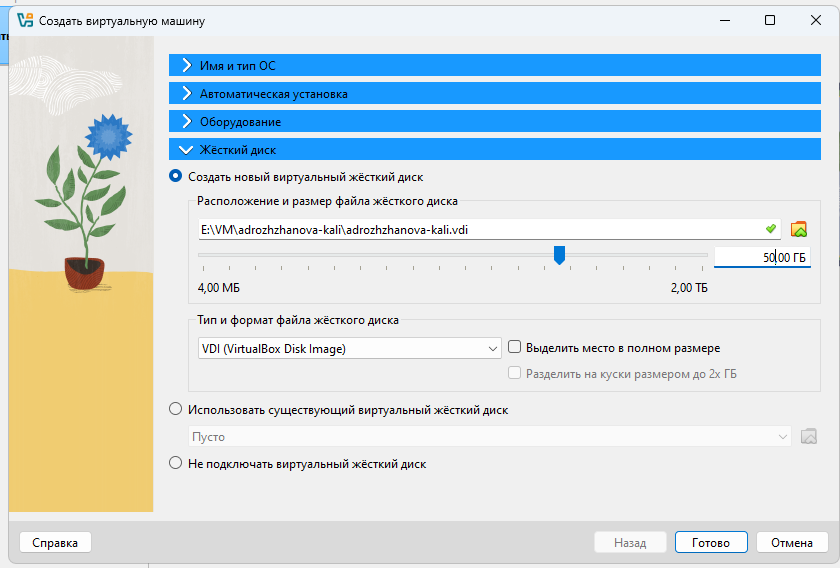 Создать виртуальную машину
Имя и тип ОС
Автоматическая установка
Оборудование
Жёсткий диск
Создать новый виртуальный жёсткий диск
Расположение и размер файла жёсткого диска
E:\VM\adrozhzhanova-kali\adrozhzhanova-kali.vdi
50,00 ГБ
4,00 МБ 2,00 ТБ
Тип и формат файла жёсткого диска
VDI (VirtualBox Disk Image) Выделить место в полном размере
Разделить на куски размером до 2х ГБ
Использовать существующий виртуальный жёсткий диск
Пусто
Не подключать виртуальный жёсткий диск
Справка Назад Готово Отмена